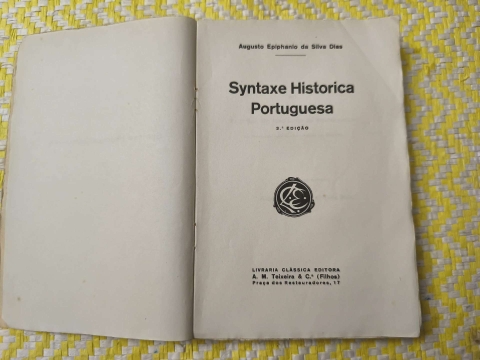 Augusto Epiphanio da Silva Dias
Syntaxe Historica
Portuguesa
2.ª EDIÇÃO
LIVRARIA CLÁSSICA EDITORA
A. M. Teixeira & C.ª (Filhos)
Praça dos Restauradores, 17